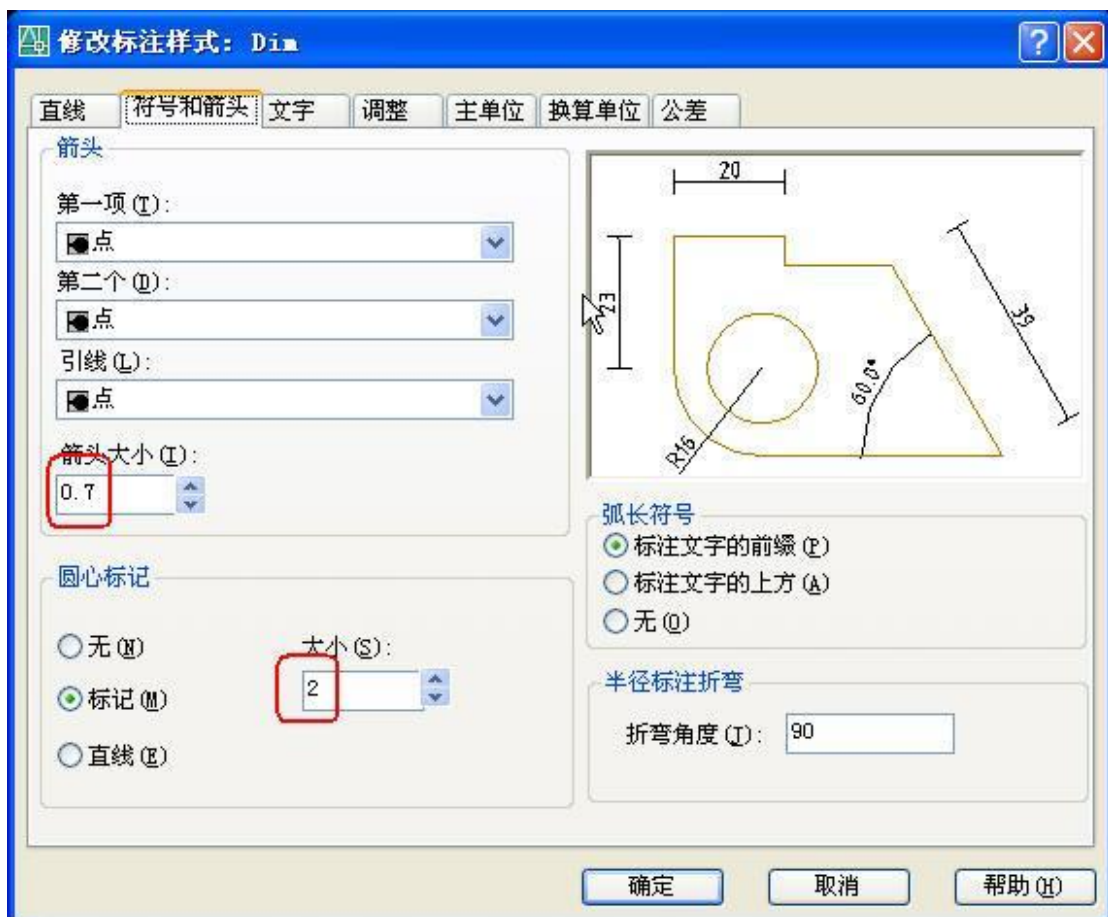 修改标注样式: Dim
直线 符号和箭头 文字 调整 主单位 换算单位 公差
箭头
第一项(T):
点
第二个(D):
点
引线(L):
点
箭头大小(I):
0.7
圆心标记
无(N)
标记(M)
直线(E)
大小(S):
2
20
23
39
60.0°
R16
弧长符号
标注文字的前缀(P)
标注文字的上方(A)
无(O)
半径标注折弯
折弯角度(J): 90
确定 取消 帮助(H)